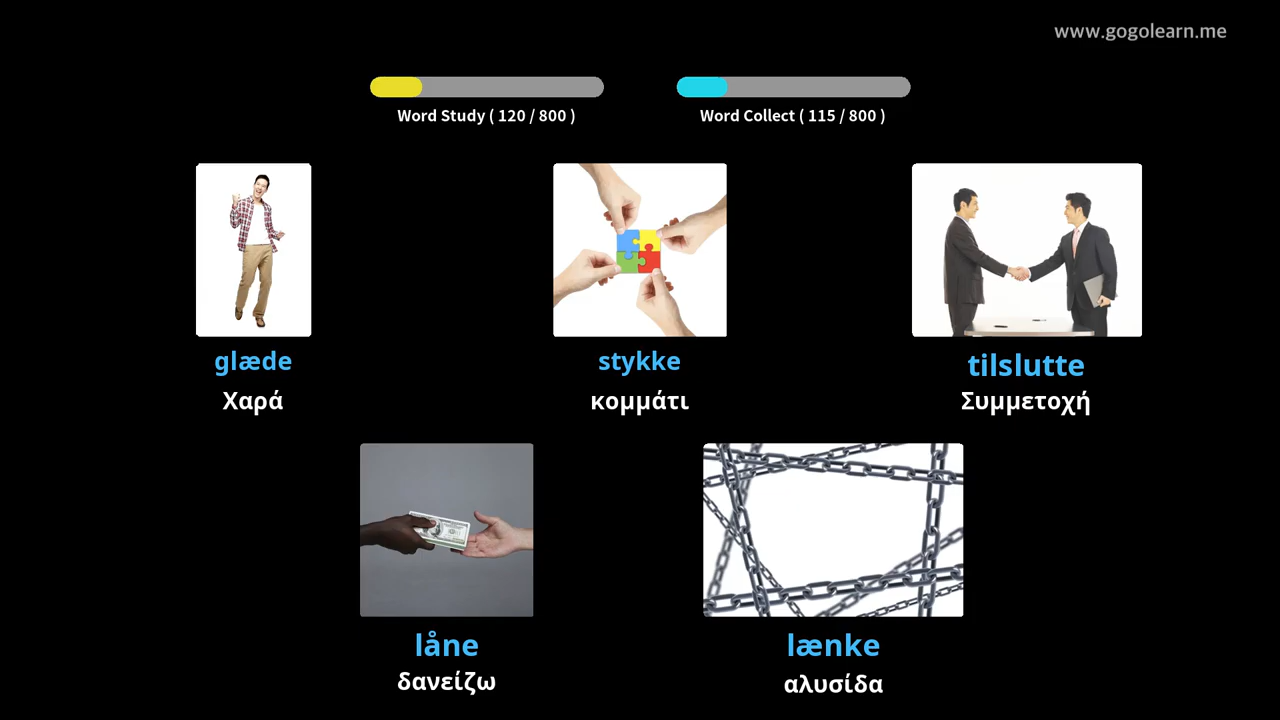 www.gogolearn.me
Word Study ( 120 / 800 )
Word Collect ( 115 / 800 )
glæde
Χαρά
stykke
κομμάτι
tilslutte
Συμμετοχή
låne
δανείζω
lænke
αλυσίδα